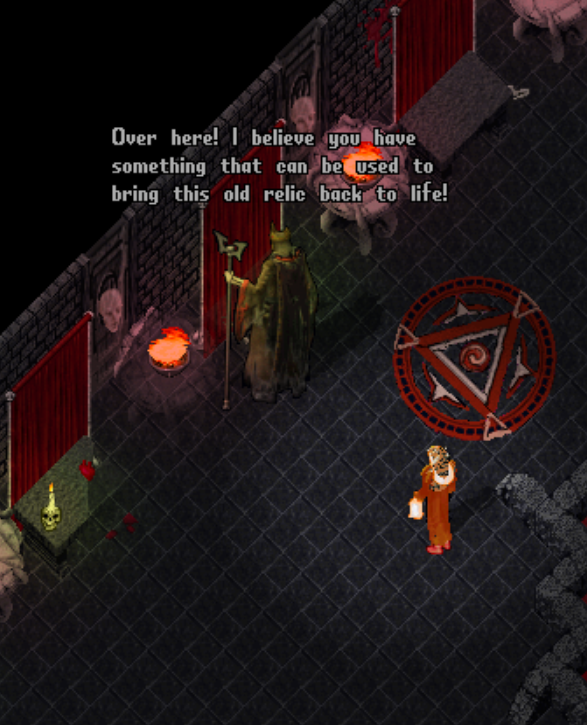 Over here! I believe you have
something that can be used to
bring this old relic back to life!